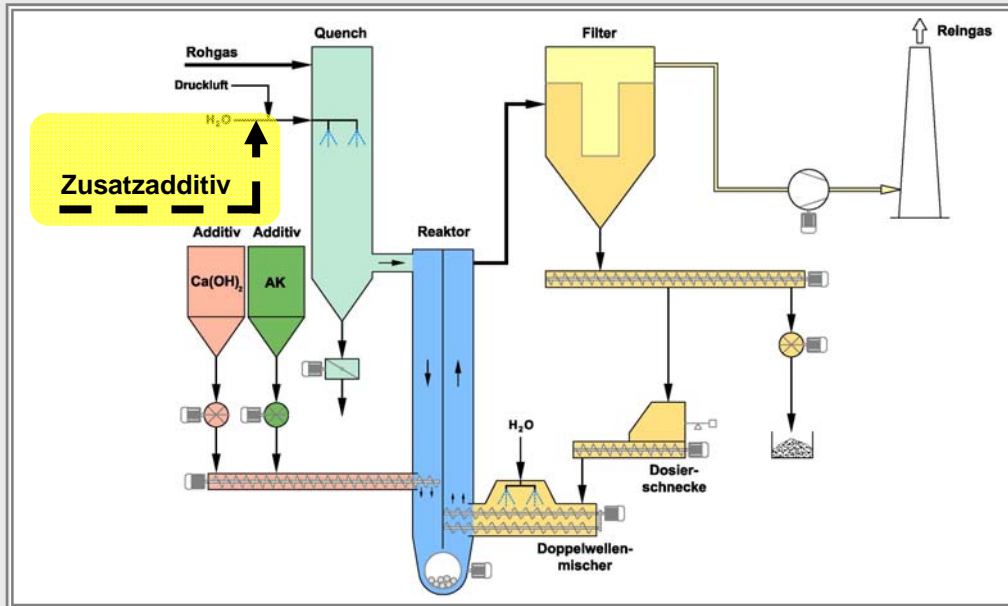 Quench
Filter
Reingas
Rohgas
Druckluft
H₂O
Zusatzadditiv
Additiv
Additiv
Reaktor
Ca(OH)₂
AK
H₂O
Dosier-
schnecke
Doppelwellen-
mischer